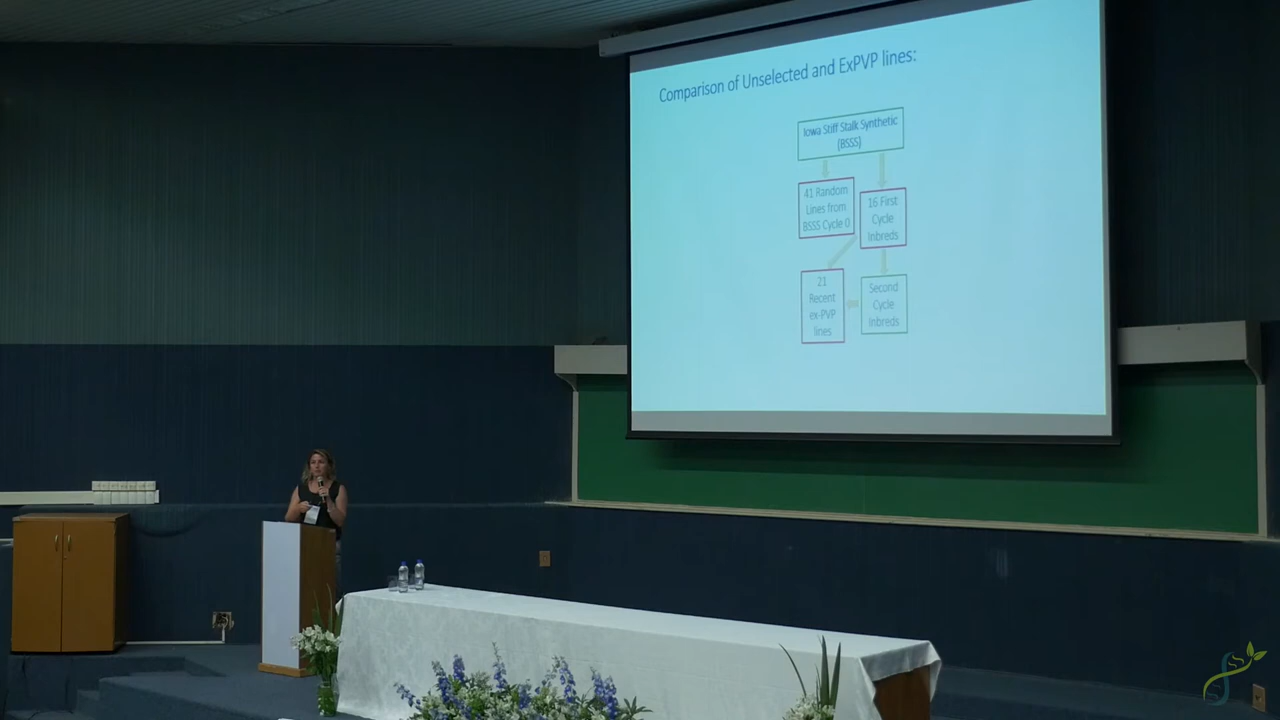 Comparison of Unselected and ExPVP lines:
Iowa Stiff Stalk Synthetic
(BSSS)
41 Random
Lines from
BSSS Cycle 0
16 First
Cycle
Inbreds
21
Recent
ex-PVP
lines
Second
Cycle
Inbreds